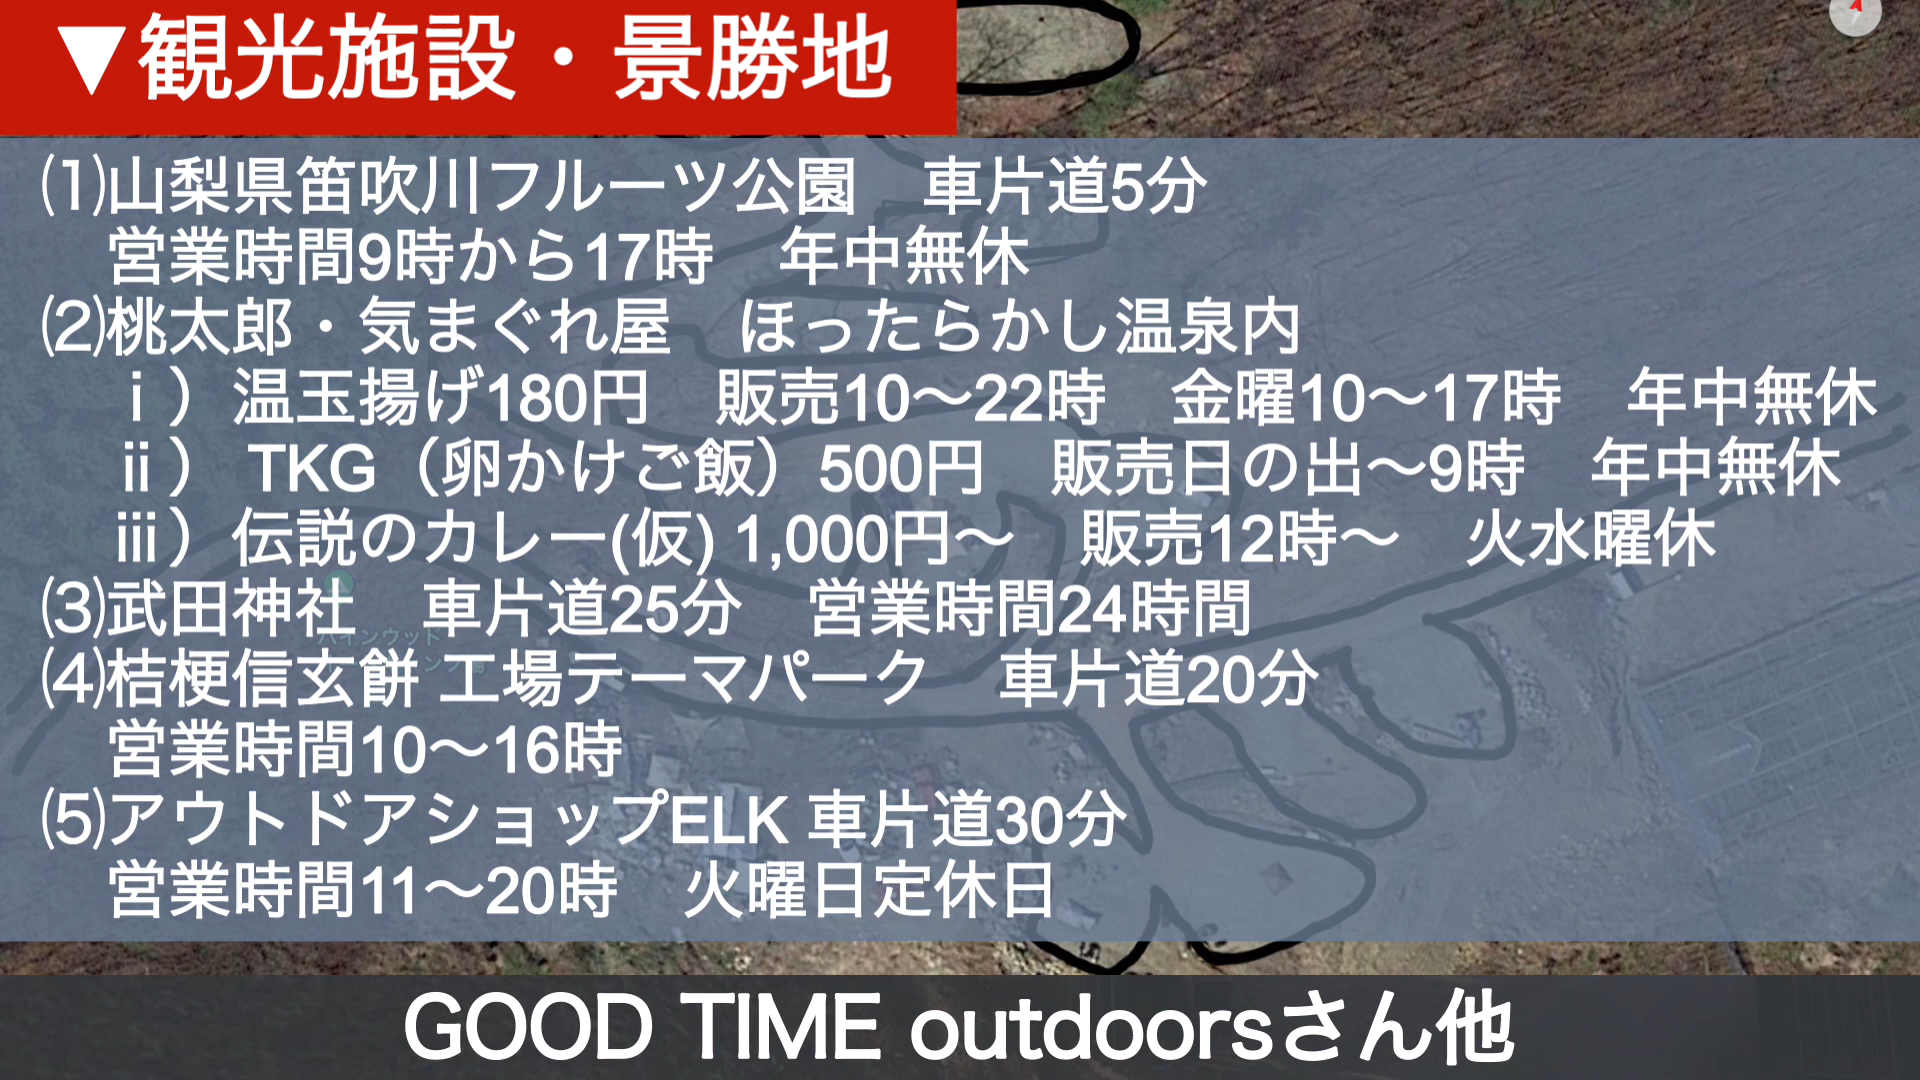 ▼観光施設・景勝地
⑴山梨県笛吹川フルーツ公園　車片道5分
営業時間9時から17時　年中無休
⑵桃太郎・気まぐれ屋　ほったらかし温泉内
ⅰ）温玉揚げ180円　販売10〜22時　金曜10〜17時　年中無休
ⅱ） TKG（卵かけご飯）500円　販売日の出〜9時　年中無休
ⅲ）伝説のカレー(仮) 1,000円〜　販売12時〜　火水曜休
⑶武田神社　車片道25分　営業時間24時間
⑷桔梗信玄餅 工場テーマパーク　車片道20分
営業時間10〜16時
⑸アウトドアショップELK 車片道30分
営業時間11〜20時　火曜日定休日
GOOD TIME outdoorsさん他